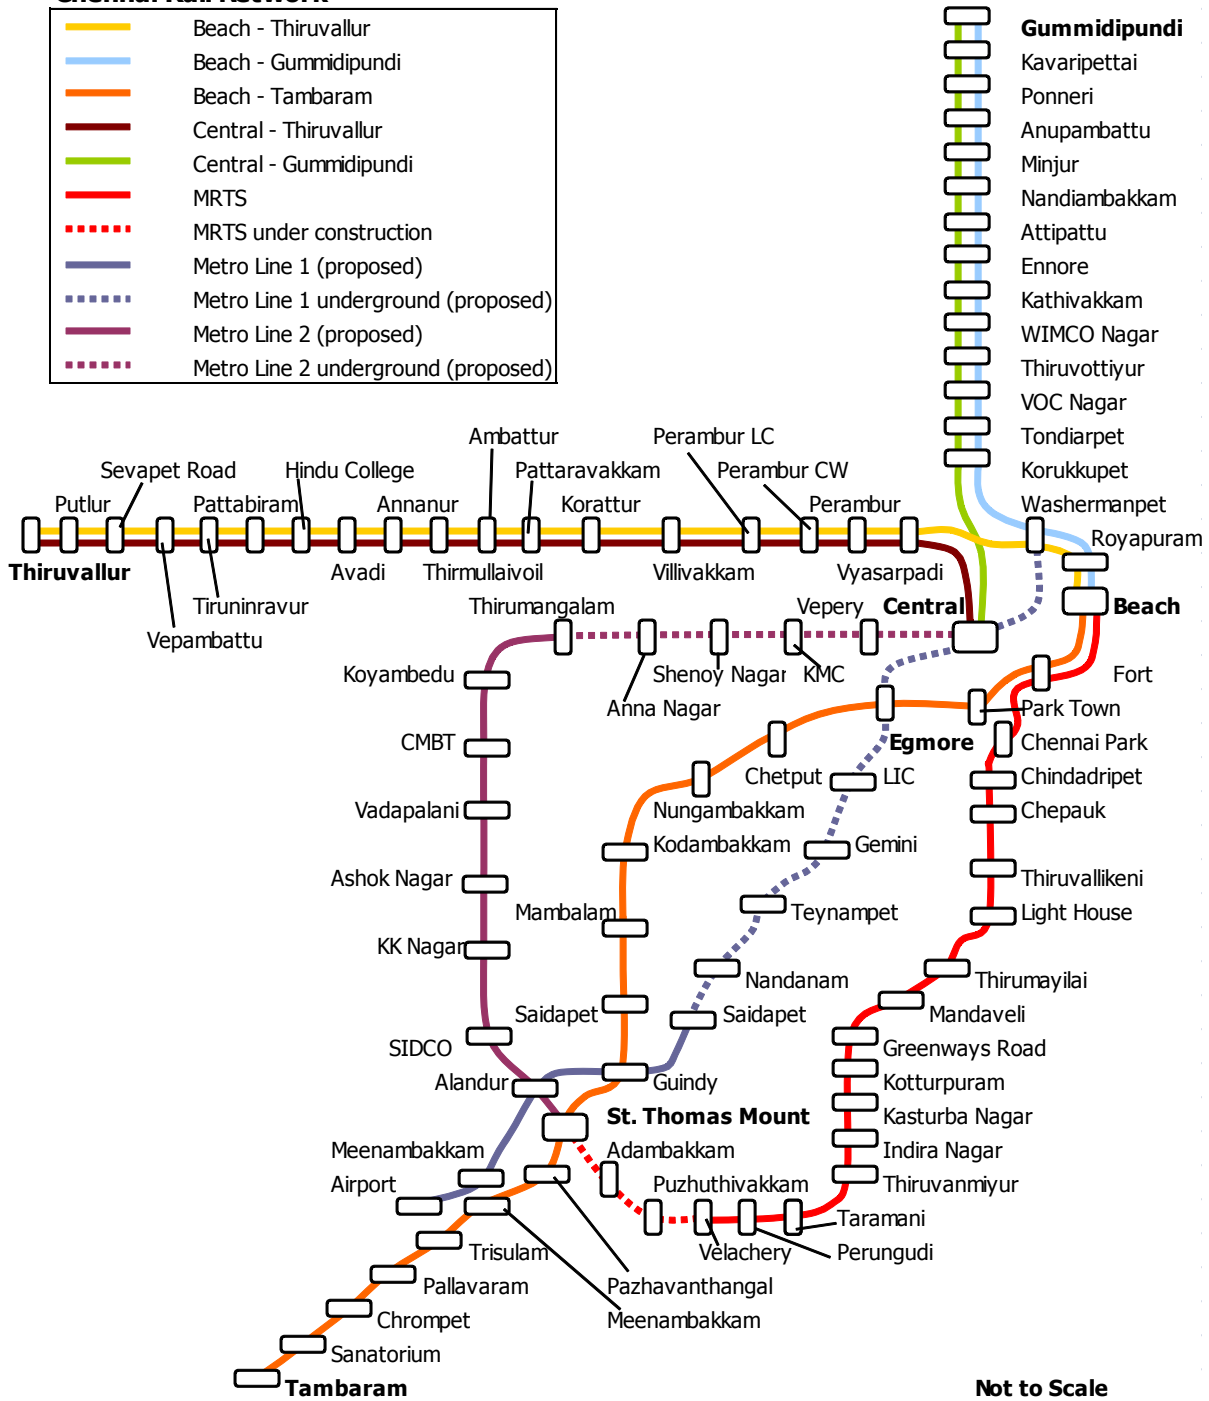 Chennai Rail Network
Beach - Thiruvallur
Beach - Gummidipundi
Beach - Tambaram
Central - Thiruvallur
Central - Gummidipundi
MRTS
MRTS under construction
Metro Line 1 (proposed)
Metro Line 1 underground (proposed)
Metro Line 2 (proposed)
Metro Line 2 underground (proposed)
Gummidipundi
Kavaripettai
Ponneri
Anupambattu
Minjur
Nandiambakkam
Attipattu
Ennore
Kathivakkam
WIMCO Nagar
Thiruvottiyur
VOC Nagar
Tondiarpet
Korukkupet
Washermanpet
Royapuram
Ambattur
Perambur LC
Sevapet Road
Hindu College
Pattaravakkam
Perambur CW
Putlur
Pattabiram
Annanur
Korattur
Perambur
Thiruvallur
Avadi
Thirmullaivoil
Villivakkam
Vyasarpadi
Tiruninravur
Vepambattu
Thirumangalam
Vepery
Central
Beach
Koyambedu
Shenoy Nagar
KMC
Fort
Anna Nagar
Park Town
CMBT
Egmore
Chennai Park
Chetput
LIC
Chindadripet
Vadapalani
Nungambakkam
Chepauk
Kodambakkam
Gemini
Ashok Nagar
Thiruvallikeni
Mambalam
Teynampet
Light House
KK Nagar
Nandanam
Thirumayilai
Saidapet
Saidapet
Mandaveli
SIDCO
Greenways Road
Alandur
Guindy
Kotturpuram
St. Thomas Mount
Kasturba Nagar
Meenambakkam
Adambakkam
Indira Nagar
Airport
Puzhuthivakkam
Thiruvanmiyur
Taramani
Trisulam
Velachery
Perungudi
Pallavaram
Pazhavanthangal
Chrompet
Meenambakkam
Sanatorium
Tambaram
Not to Scale